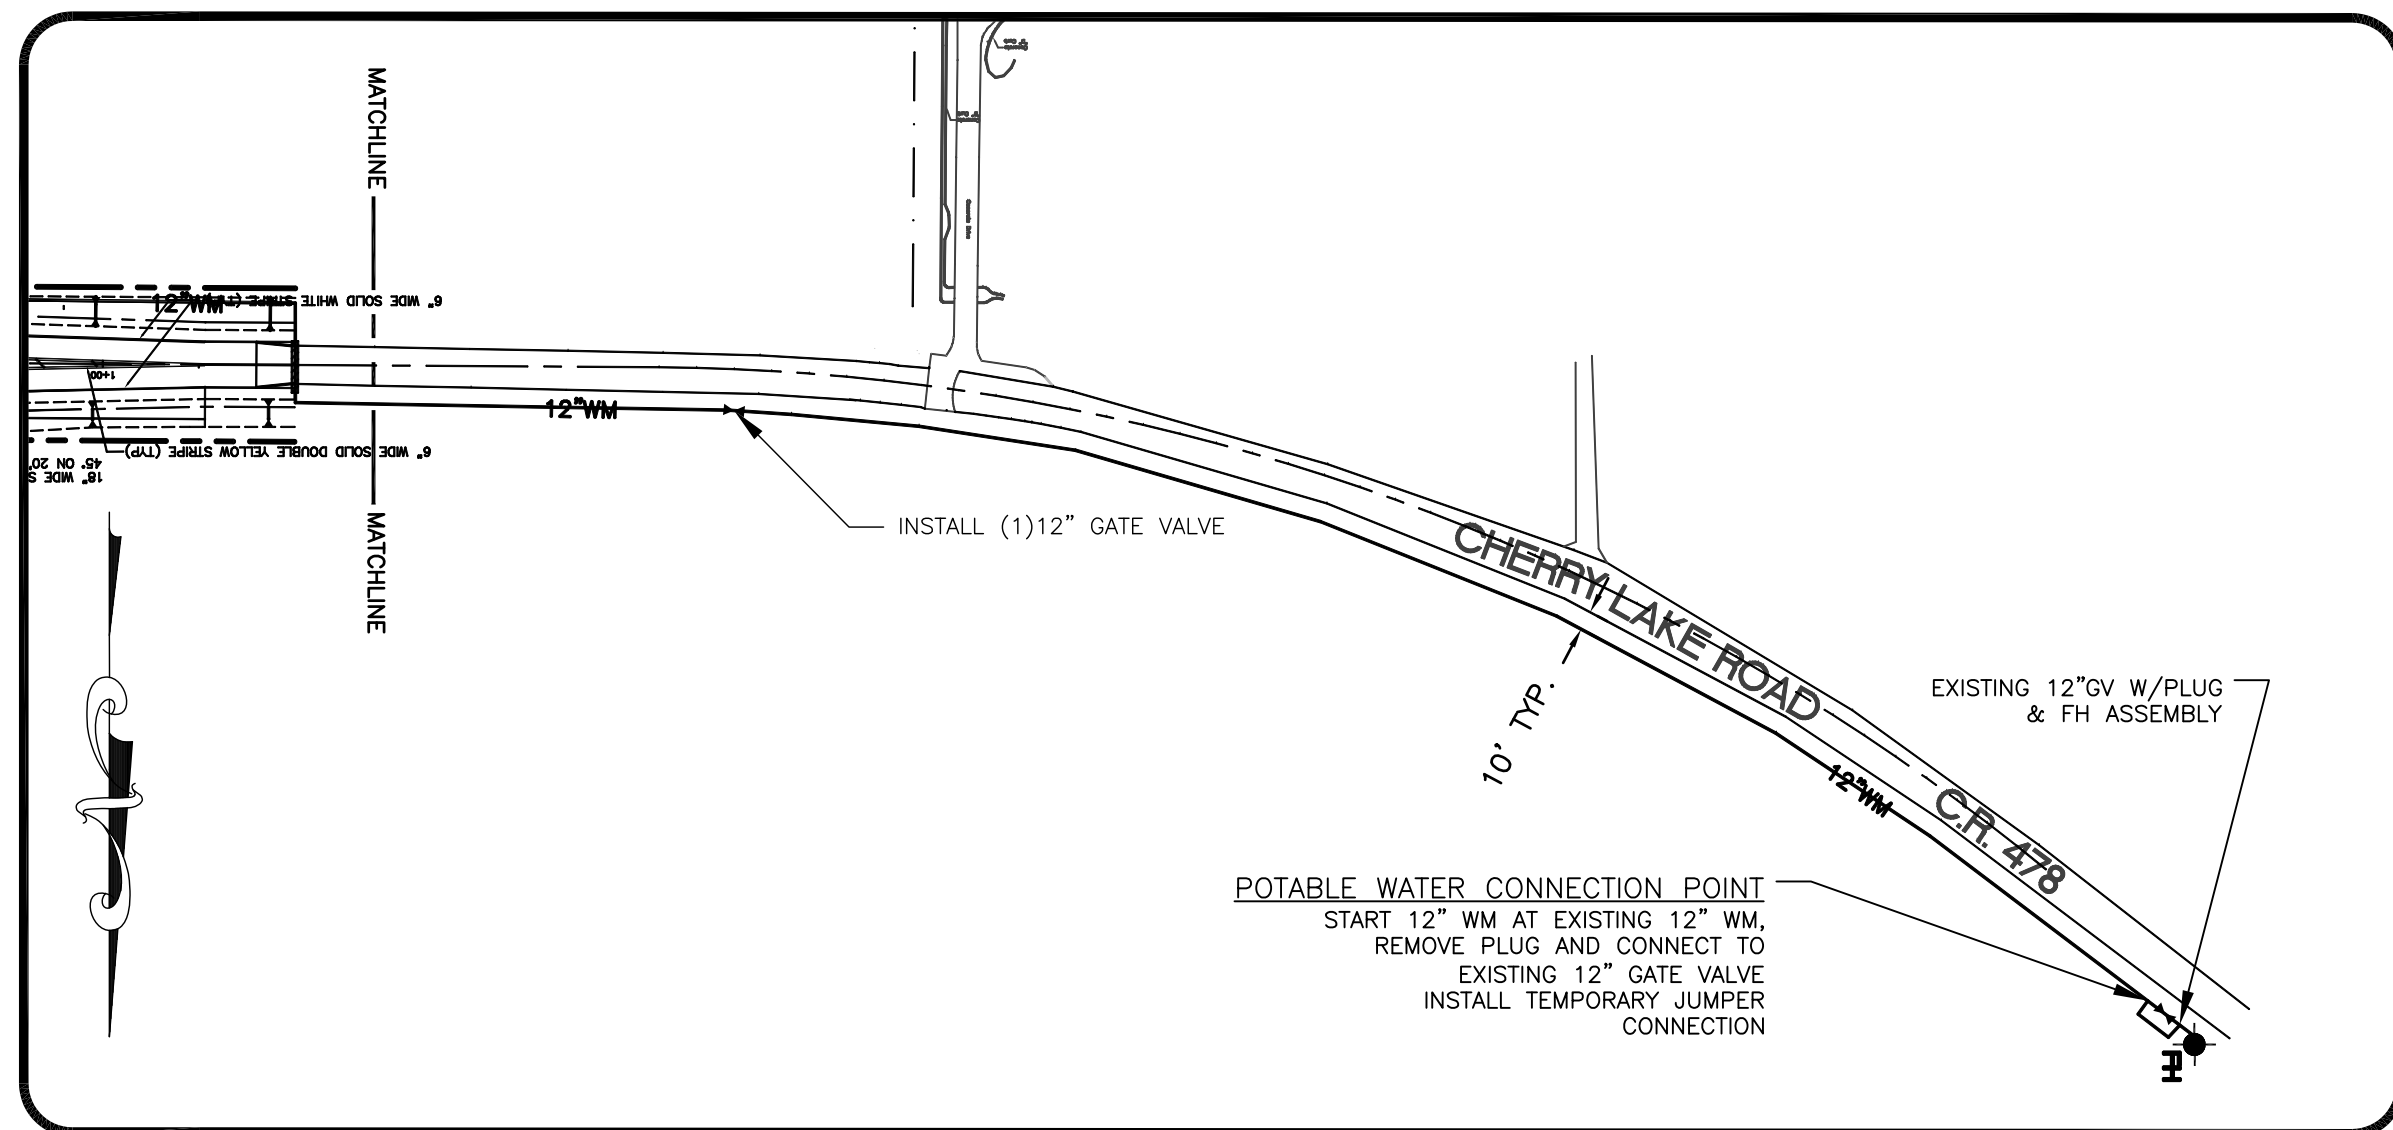 MATCHLINE
12"WM
6" WIDE SOLID WHITE STRIPE (TYP)
1+00
6" WIDE SOLID DOUBLE YELLOW STRIPE (TYP)
45° ON 20'
18" WIDE S
MATCHLINE
12"WM
INSTALL (1)12" GATE VALVE
CHERRY LAKE ROAD
10' TYP.
12"WM
C.R. 478
EXISTING 12"GV W/PLUG
& FH ASSEMBLY
POTABLE WATER CONNECTION POINT
START 12" WM AT EXISTING 12" WM,
REMOVE PLUG AND CONNECT TO
EXISTING 12" GATE VALVE
INSTALL TEMPORARY JUMPER
CONNECTION
FH